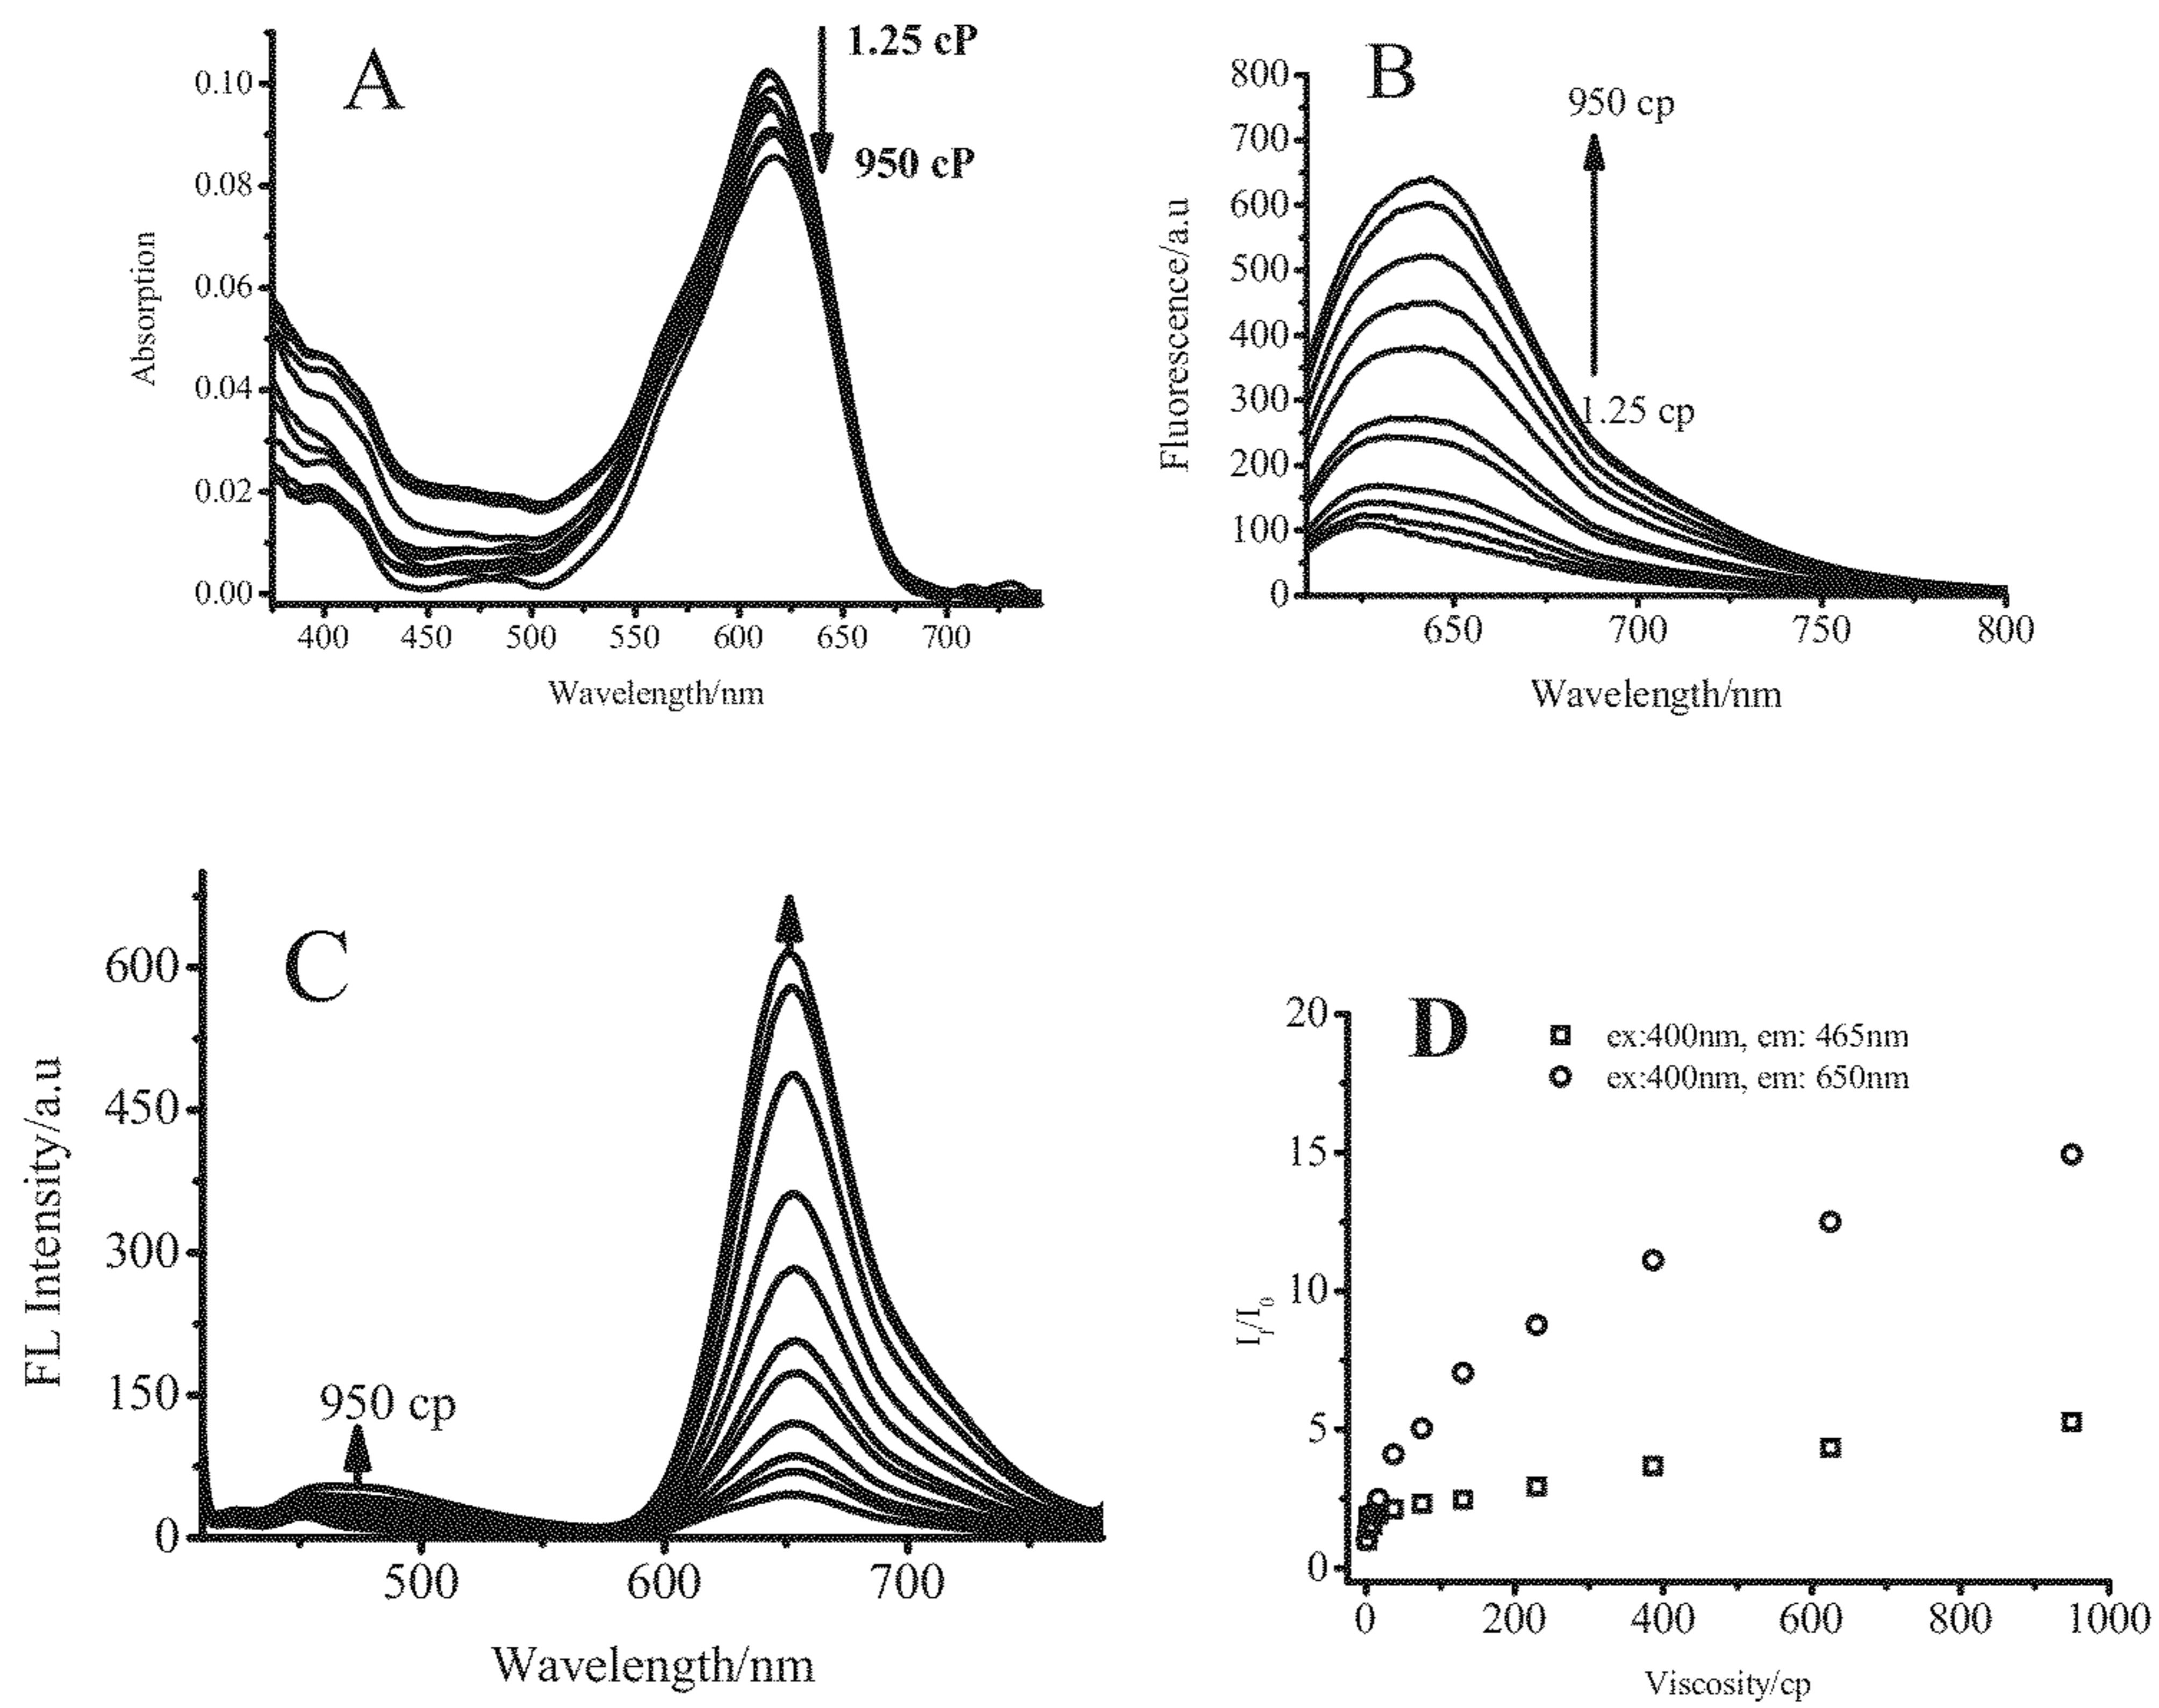 A
1.25 cP
950 cP
0.10
0.08
0.06
0.04
0.02
0.00
Absorption
400 450 500 550 600 650 700
Wavelength/nm
B
950 cp
1.25 cp
800
700
600
500
400
300
200
100
0
Fluorescence/a.u
650 700 750 800
Wavelength/nm
C
950 cp
600
450
300
150
0
FL Intensity/a.u
500 600 700
Wavelength/nm
D
ex:400nm, em: 465nm
ex:400nm, em: 650nm
20
15
10
5
0
If/I0
0 200 400 600 800 1000
Viscosity/cp